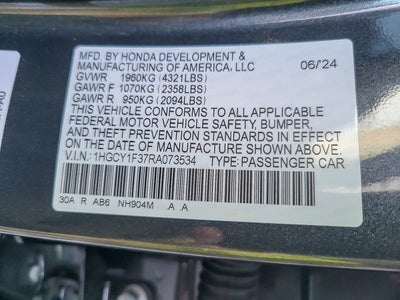 MFD. BY HONDA DEVELOPMENT &
MANUFACTURING OF AMERICA, LLC 06/24
GVWR 1960KG (4321LBS)
GAWR F 1070KG (2358LBS)
GAWR R 950KG (2094LBS)
THIS VEHICLE CONFORMS TO ALL APPLICABLE
FEDERAL MOTOR VEHICLE SAFETY, BUMPER,
AND THEFT PREVENTION STANDARDS IN EFFECT
ON THE DATE OF MANUFACTURE SHOWN ABOVE.
V.I.N.: 1HGCY1F37RA073534 TYPE: PASSENGER CAR
30A R AB6 NH904M .A .A